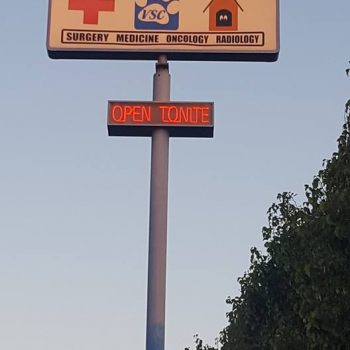 VSC
SURGERY MEDICINE ONCOLOGY RADIOLOGY
OPEN TONITE